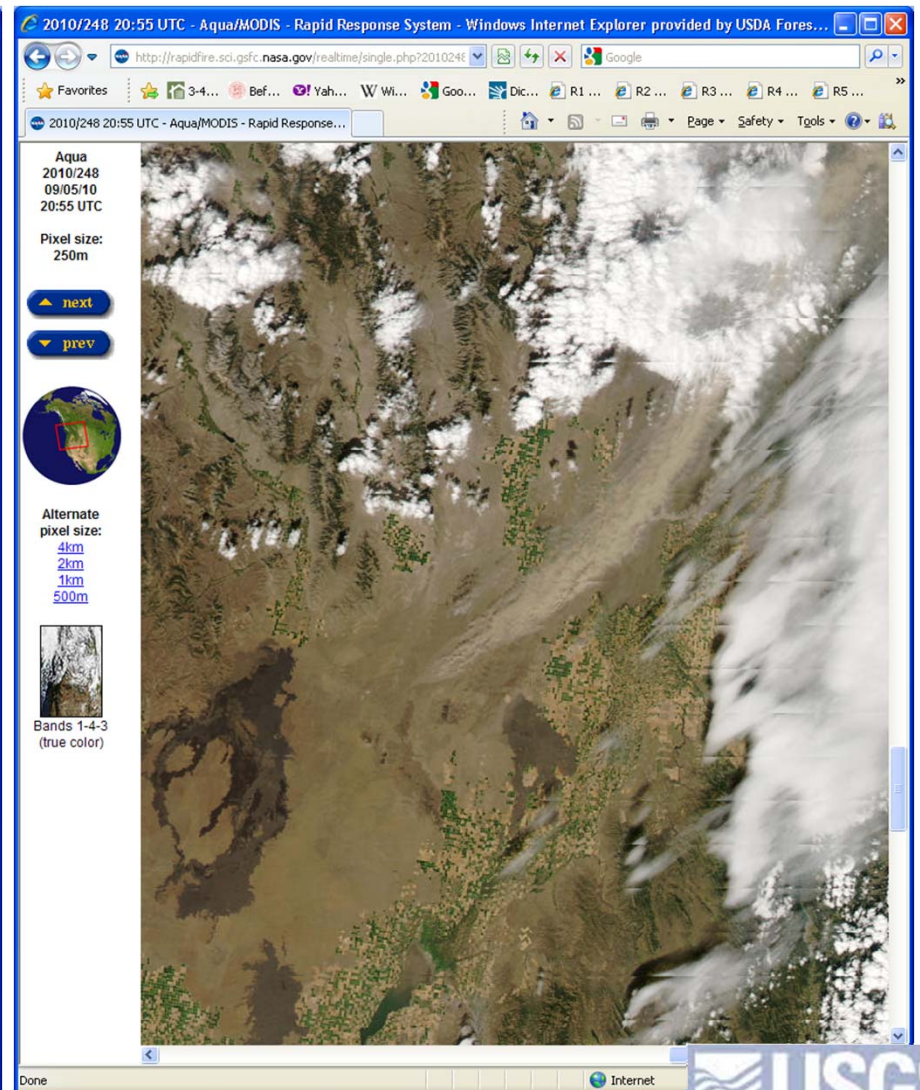 2010/248 20:55 UTC - Aqua/MODIS - Rapid Response System - Windows Internet Explorer provided by USDA Fores...
http://rapidfire.sci.gsfc.nasa.gov/realtime/single.php?2010248
Google
Favorites 3-4... Bef... Yah... Wi... Goo... Dic... R1 ... R2 ... R3 ... R4 ... R5 ... »
2010/248 20:55 UTC - Aqua/MODIS - Rapid Response... Page Safety Tools
Aqua
2010/248
09/05/10
20:55 UTC
Pixel size:
250m
next
prev
Alternate
pixel size:
4km
2km
1km
500m
Bands 1-4-3
(true color)
Done Internet